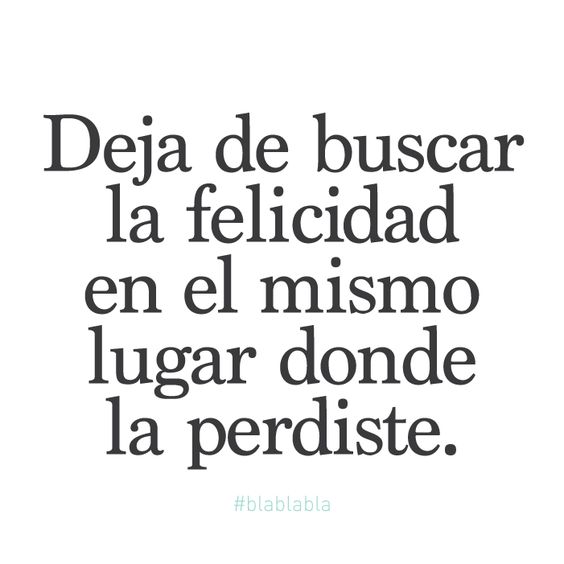 Deja de buscar
la felicidad
en el mismo
lugar donde
la perdiste.
#blablabla